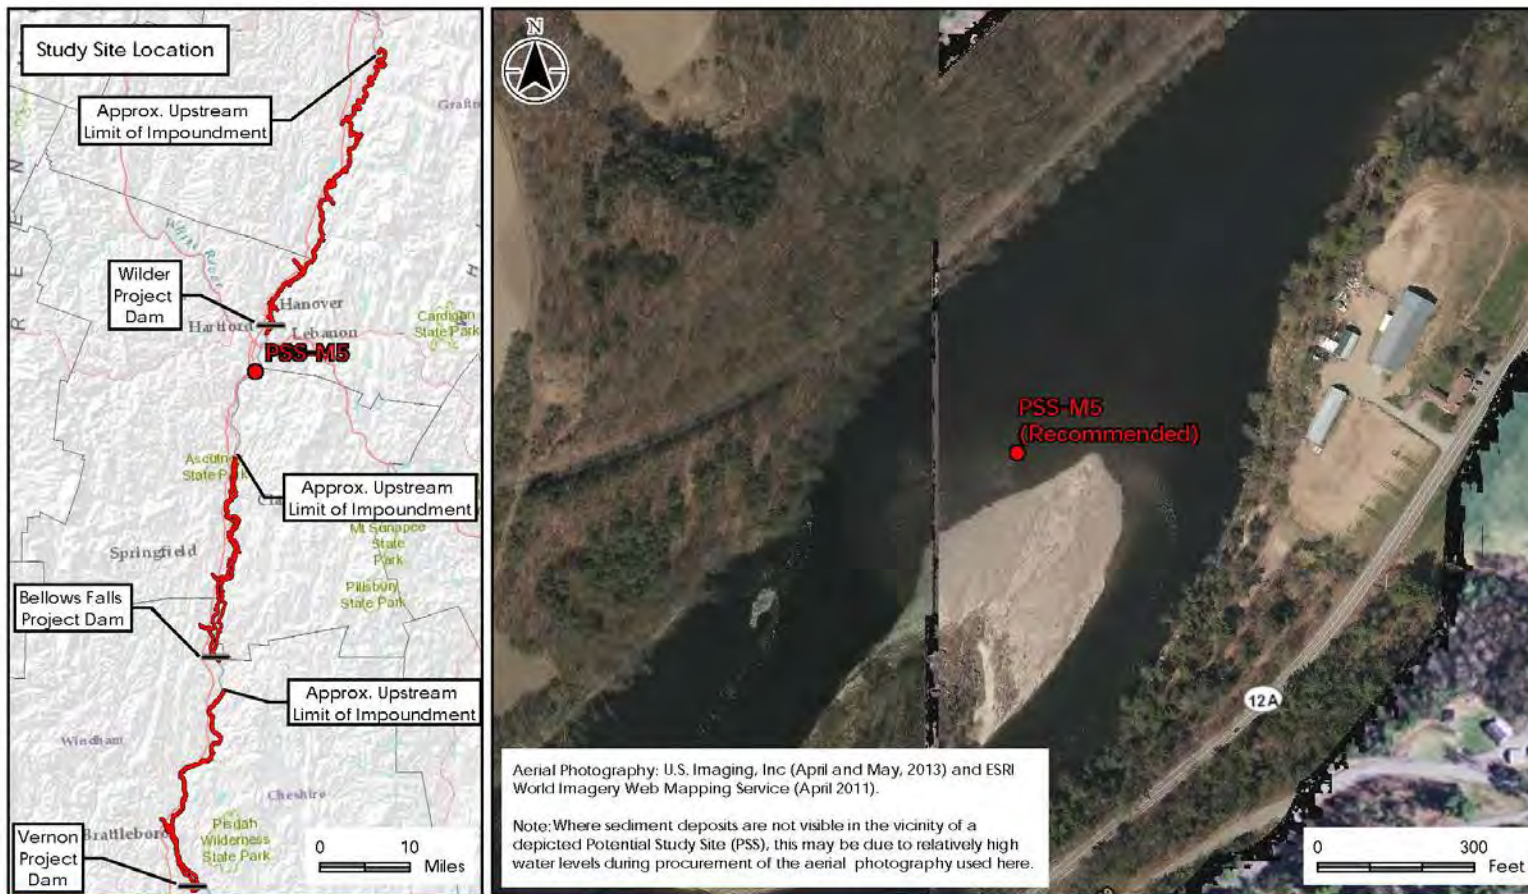 Study Site Location
Approx. Upstream
Limit of Impoundment
White River
Wilder
Project
Dam
Hanover
Hartford
Lebanon
Cardigan
State Park
PSS-M5
Ascutney
State Park
Approx. Upstream
Limit of Impoundment
Mt Sunapee
State
Park
Springfield
Pillsbury
State Park
Bellows Falls
Project Dam
Approx. Upstream
Limit of Impoundment
Windham
Cheshire
Brattleboro
Pisgah
Wilderness
State Park
Vernon
Project
Dam
0 10
Miles
N
PSS-M5
(Recommended)
12A
Aerial Photography: U.S. Imaging, Inc (April and May, 2013) and ESRI
World Imagery Web Mapping Service (April 2011).
Note: Where sediment deposits are not visible in the vicinity of a
depicted Potential Study Site (PSS), this may be due to relatively high
water levels during procurement of the aerial photography used here.
0 300
Feet